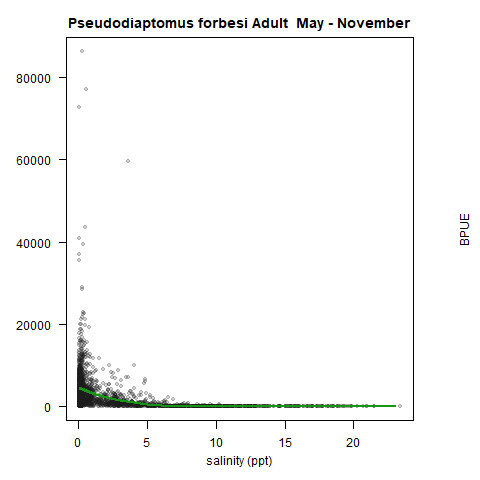 Pseudodiaptomus forbesi Adult  May - November
80000
60000
40000
20000
0
0 5 10 15 20
salinity (ppt)
BPUE